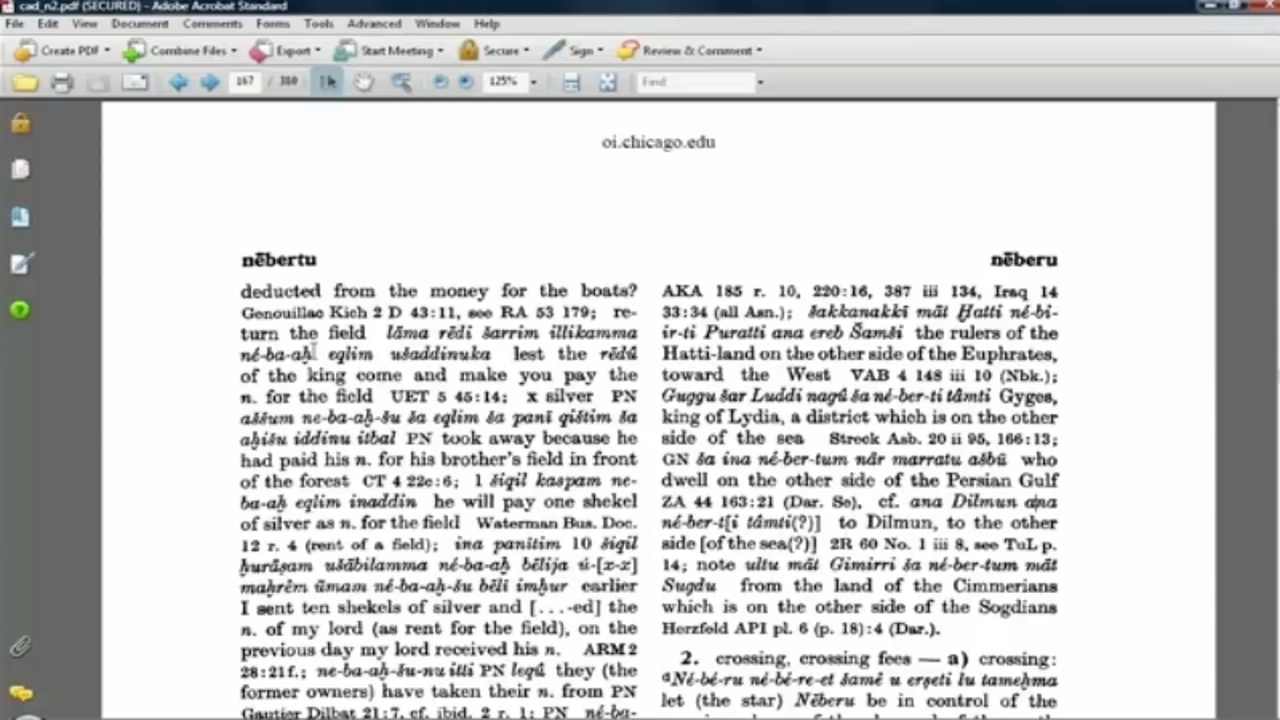 cad_n2.pdf (SECURED) - Adobe Acrobat Standard
File Edit View Document Comments Forms Tools Advanced Window Help
Create PDF Combine Files Export Start Meeting Secure Sign Review & Comment
167 / 380 125% Find
oi.chicago.edu
nēbertu
deducted from the money for the boats?
Genouillac Kich 2 D 43:11, see RA 53 179; re-
turn the field lāma rēdi šarrim illikamma
né-ba-aḫ eqlim ušaddinuka lest the rēdû
of the king come and make you pay the
n. for the field UET 5 45:14; x silver PN
aššum ne-ba-aḫ-šu ša eqlim ša panī qištim ša
aḫišu iddinu itbal PN took away because he
had paid his n. for his brother's field in front
of the forest CT 4 22c:6; 1 šiqil kaspam ne-
ba-aḫ eqlim inaddin he will pay one shekel
of silver as n. for the field Waterman Bus. Doc.
12 r. 4 (rent of a field); ina panītim 10 šiqil
ḫurāṣam ušābilamma né-ba-aḫ bēlija ú-[x-x]
maḫrêm ūmam né-ba-aḫ-šu bēlī imḫur earlier
I sent ten shekels of silver and [...-ed] the
n. of my lord (as rent for the field), on the
previous day my lord received his n. ARM 2
28:21f.; ne-ba-aḫ-šu-nu itti PN leqû they (the
former owners) have taken their n. from PN
Gautier Dilbat 21:7, cf. ibid. 2 r. 1; PN né-ba-
nēberu
AKA 185 r. 10, 220:16, 387 iii 134, Iraq 14
33:34 (all Asn.); šakkanakkī māt Ḫatti né-bi-
ir-ti Puratti ana ereb Šamši the rulers of the
Hatti-land on the other side of the Euphrates,
toward the West VAB 4 148 iii 10 (Nbk.);
Guggu šar Luddi nagû ša né-ber-ti tâmti Gyges,
king of Lydia, a district which is on the other
side of the sea Streck Asb. 20 ii 95, 166:13;
GN ša ina né-ber-tum nār marratu ašbū who
dwell on the other side of the Persian Gulf
ZA 44 163:21 (Dar. Se), cf. ana Dilmun ana
né-ber-t[i tâmti(?)] to Dilmun, to the other
side [of the sea(?)] 2R 60 No. 1 iii 8, see TuL p.
14; note ultu māt Gimirri ša né-ber-tum māt
Sugdu from the land of the Cimmerians
which is on the other side of the Sogdians
Herzfeld API pl. 6 (p. 18):4 (Dar.).
2. crossing, crossing fees — a) crossing:
ᵈNé-bé-ru né-bé-re-et šamê u erṣeti lu tameḫma
let (the star) Nēberu be in control of the